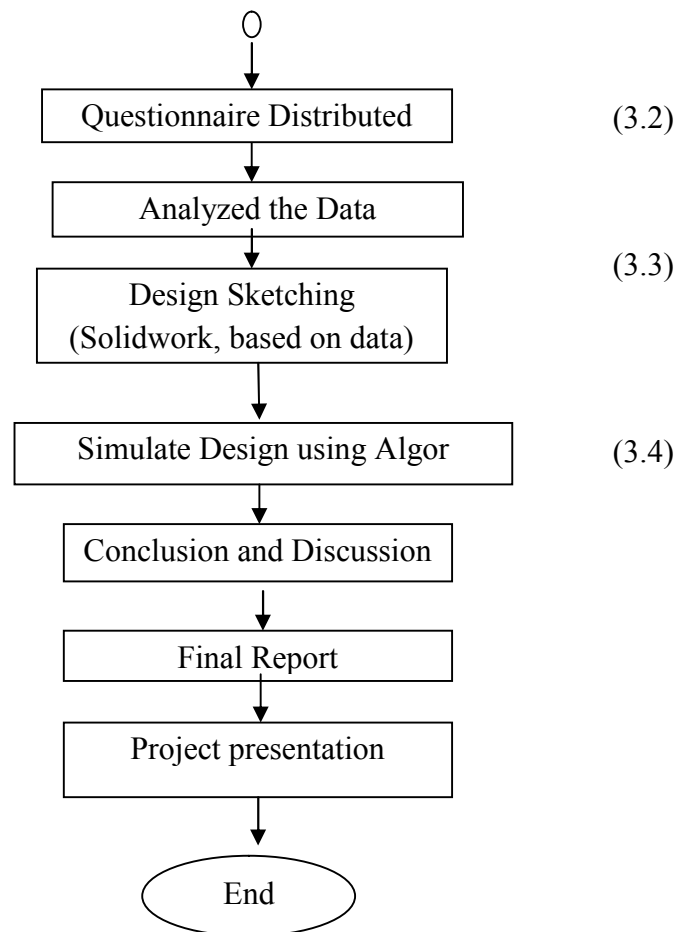 Questionnaire Distributed (3.2)
Analyzed the Data
(3.3)
Design Sketching
(Solidwork, based on data)
Simulate Design using Algor (3.4)
Conclusion and Discussion
Final Report
Project presentation
End